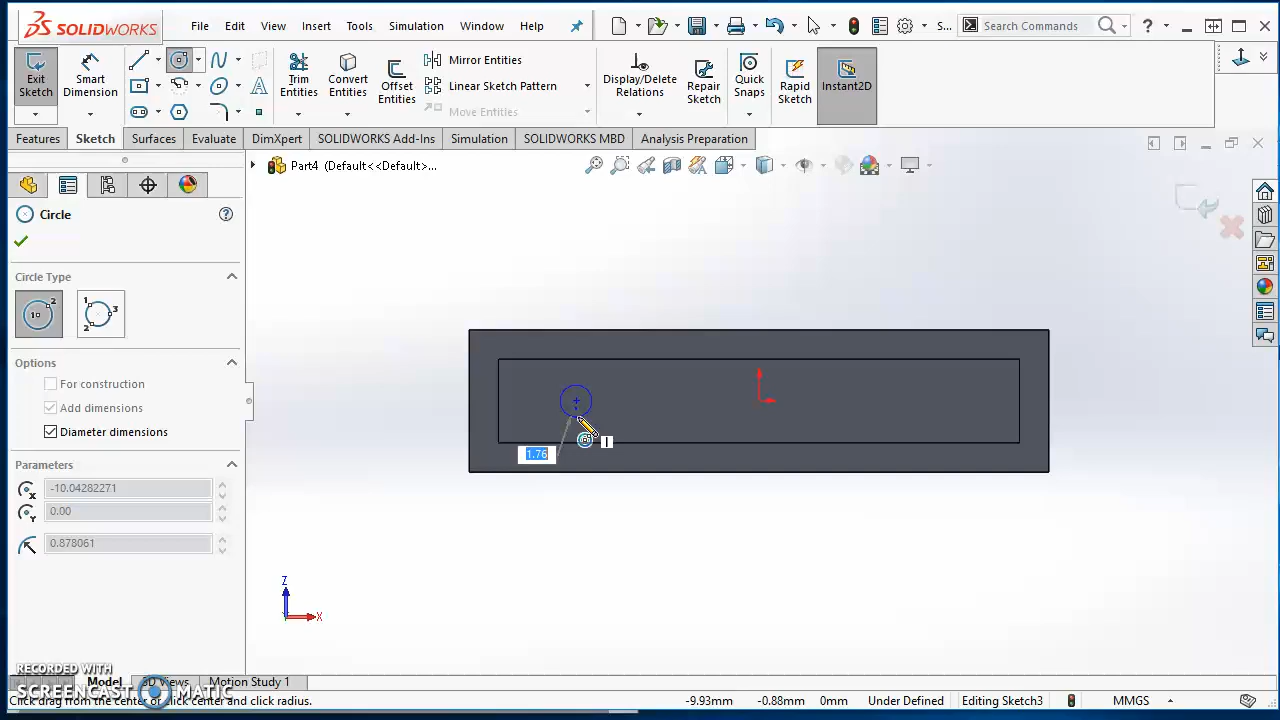 SOLIDWORKS File Edit View Insert Tools Simulation Window Help S... Search Commands ?
Exit Sketch Smart Dimension Trim Entities Convert Entities Offset Entities Mirror Entities Linear Sketch Pattern Move Entities Display/Delete Relations Repair Sketch Quick Snaps Rapid Sketch Instant2D
Features Sketch Surfaces Evaluate DimXpert SOLIDWORKS Add-Ins Simulation SOLIDWORKS MBD Analysis Preparation
Part4 (Default<<Default>...
Circle
Circle Type
Options
For construction
Add dimensions
Diameter dimensions
1.76
Parameters
-10.04282271
0.00
0.878061
Z
X
RECORDED WITH
SCREENCAST MATIC
Model 3D Views Motion Study 1
Click drag from the center or click center and click radius. -9.93mm -0.88mm 0mm Under Defined Editing Sketch3 MMGS